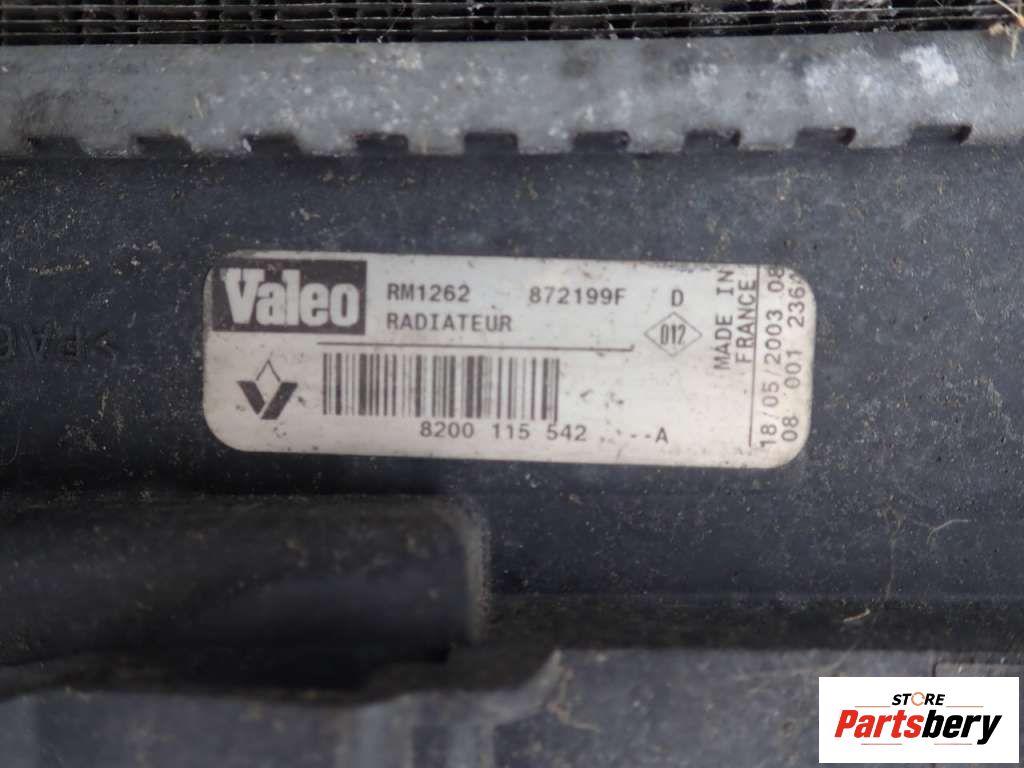 Valeo
RM1262 872199F D
RADIATEUR
D12
8200 115 542 ----A
MADE IN
FRANCE
18/05/2003 08
08 001 236
STORE
Partsbery